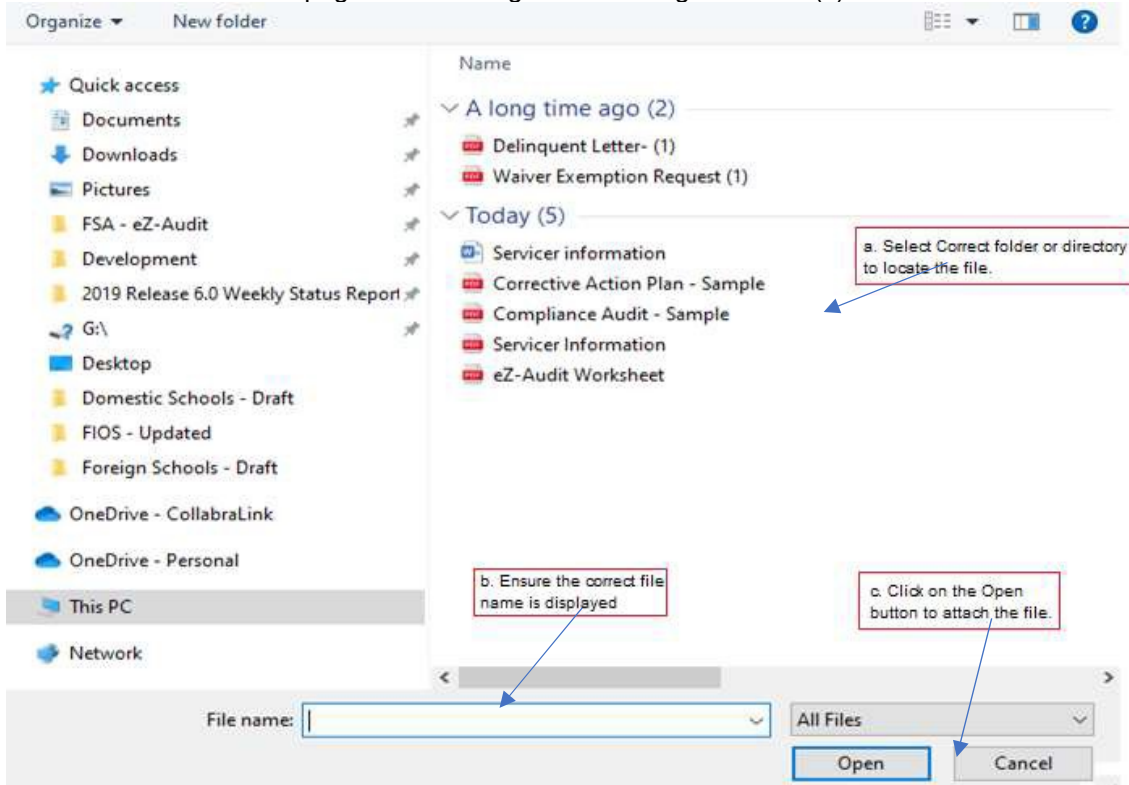 Organize New folder
Quick access
Documents
Downloads
Pictures
FSA - eZ-Audit
Development
2019 Release 6.0 Weekly Status Report
G:\
Desktop
Domestic Schools - Draft
FIOS - Updated
Foreign Schools - Draft
OneDrive - CollabraLink
OneDrive - Personal
This PC
Network
Name
A long time ago (2)
Delinquent Letter- (1)
Waiver Exemption Request (1)
Today (5)
Servicer information
Corrective Action Plan - Sample
Compliance Audit - Sample
Servicer Information
eZ-Audit Worksheet
a. Select Correct folder or directory
to locate the file.
b. Ensure the correct file
name is displayed
c. Click on the Open
button to attach the file.
File name: All Files
Open Cancel